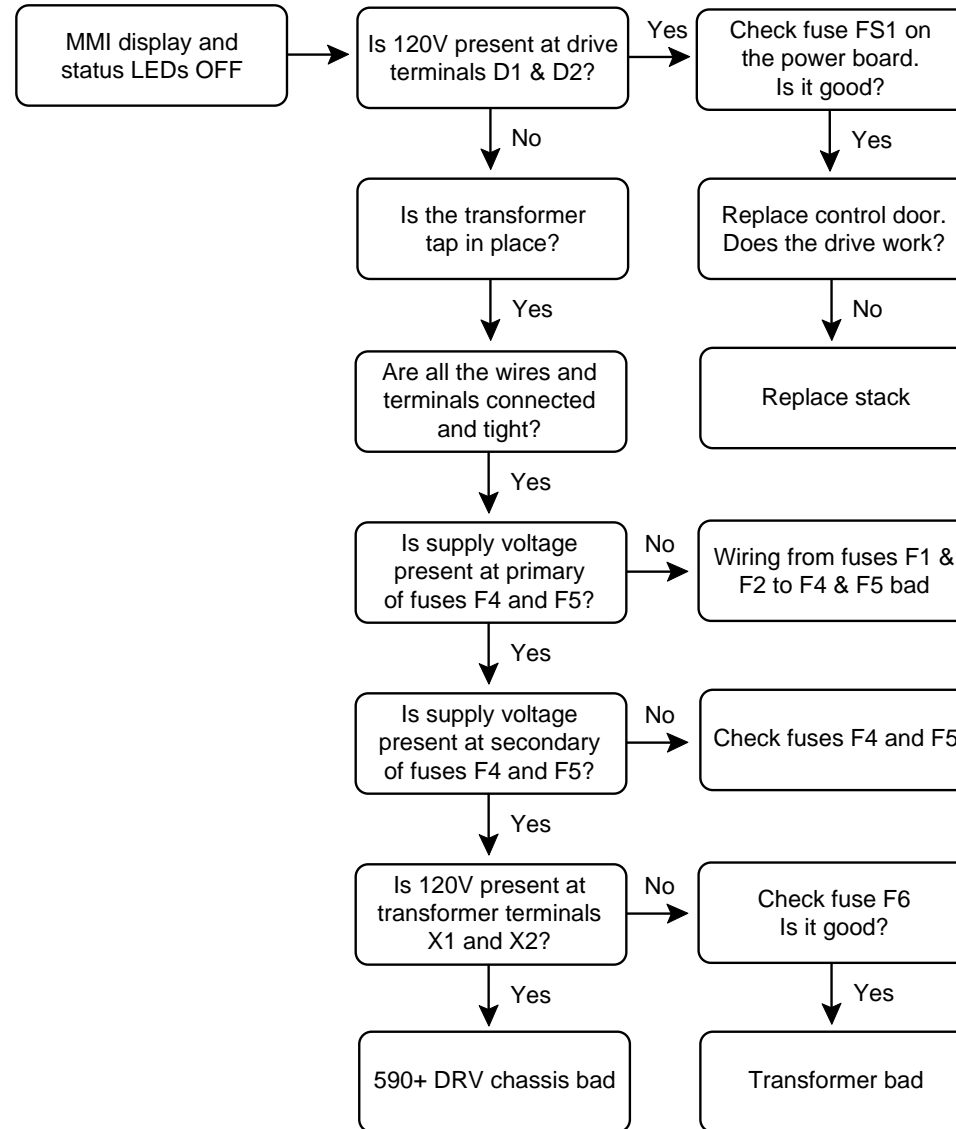 MMI display and
status LEDs OFF
Is 120V present at drive
terminals D1 & D2?
Yes
Check fuse FS1 on
the power board.
Is it good?
No
Yes
Is the transformer
tap in place?
Replace control door.
Does the drive work?
Yes
No
Are all the wires and
terminals connected
and tight?
Replace stack
Yes
Is supply voltage
present at primary
of fuses F4 and F5?
No
Wiring from fuses F1 &
F2 to F4 & F5 bad
Yes
Is supply voltage
present at secondary
of fuses F4 and F5?
No
Check fuses F4 and F5
Yes
Is 120V present at
transformer terminals
X1 and X2?
No
Check fuse F6
Is it good?
Yes
Yes
590+ DRV chassis bad
Transformer bad